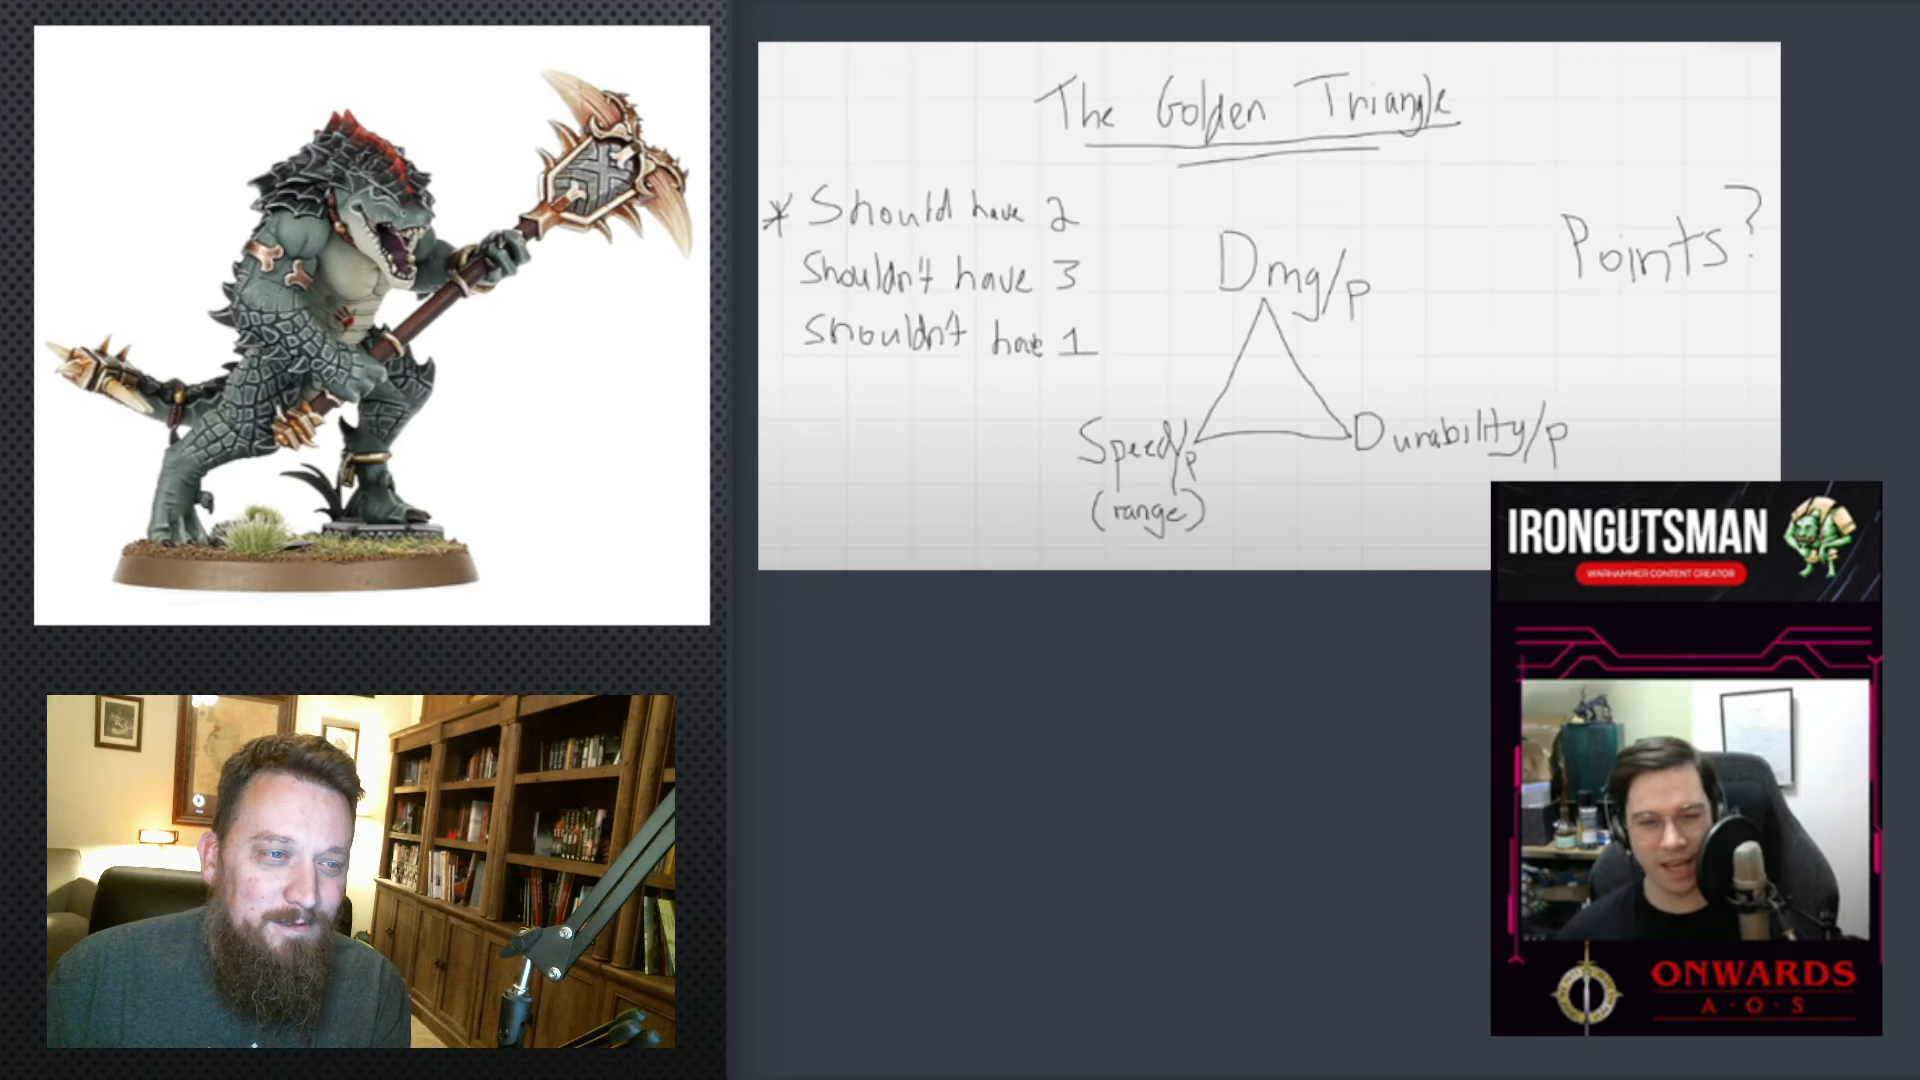 The Golden Triangle
* Should have 2
Shouldn't have 3
Shouldn't have 1
Points?
Dmg/p
Speed/p
(range)
Durability/p
IRONGUTSMAN
WARHAMMER CONTENT CREATOR
ONWARDS
A·O·S